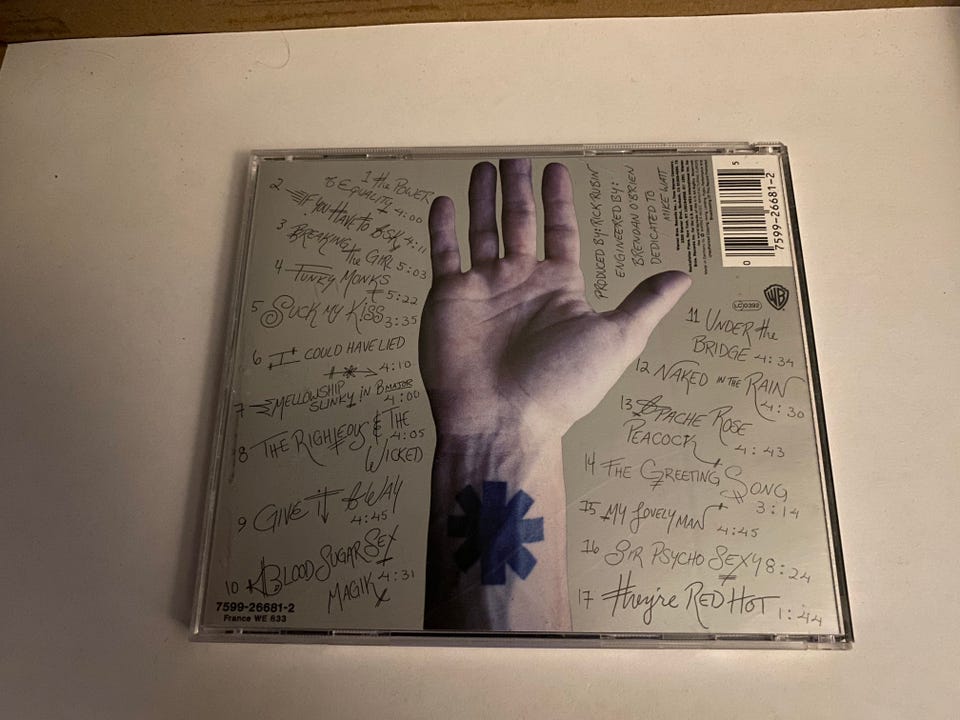 1 the POWER
of EQUALITY 4:00
2 IF YOU HAVE TO ASK 4:11
3 BREAKING
the GIRL 5:03
4 FUNKY MONKS
5:22
5 SUCK MY KISS 3:35
6 I COULD HAVE LIED
4:10
7 MELLOWSHIP
SLINKY IN B MAJOR
4:00
8 THE RIGHTEOUS & THE
4:05
WICKED
9 GIVE IT AWAY
4:45
10 BLOOD SUGAR SEX
MAGIK 4:31
7599-26681-2
France WE 833
PRODUCED BY: RICK RUBIN
ENGINEERED BY:
BRENDAN O'BRIEN
DEDICATED TO
MIKE WATT
5
0 7599-26681-2
LC 0392
WB
11 UNDER the
BRIDGE 4:34
12 NAKED IN THE RAIN
4:30
13 APACHE ROSE
PEACOCK
4:43
14 THE GREETING SONG
3:14
15 MY LOVELY MAN 4:45
16 SIR PSYCHO SEXY 8:24
17 they're RED HOT 1:44